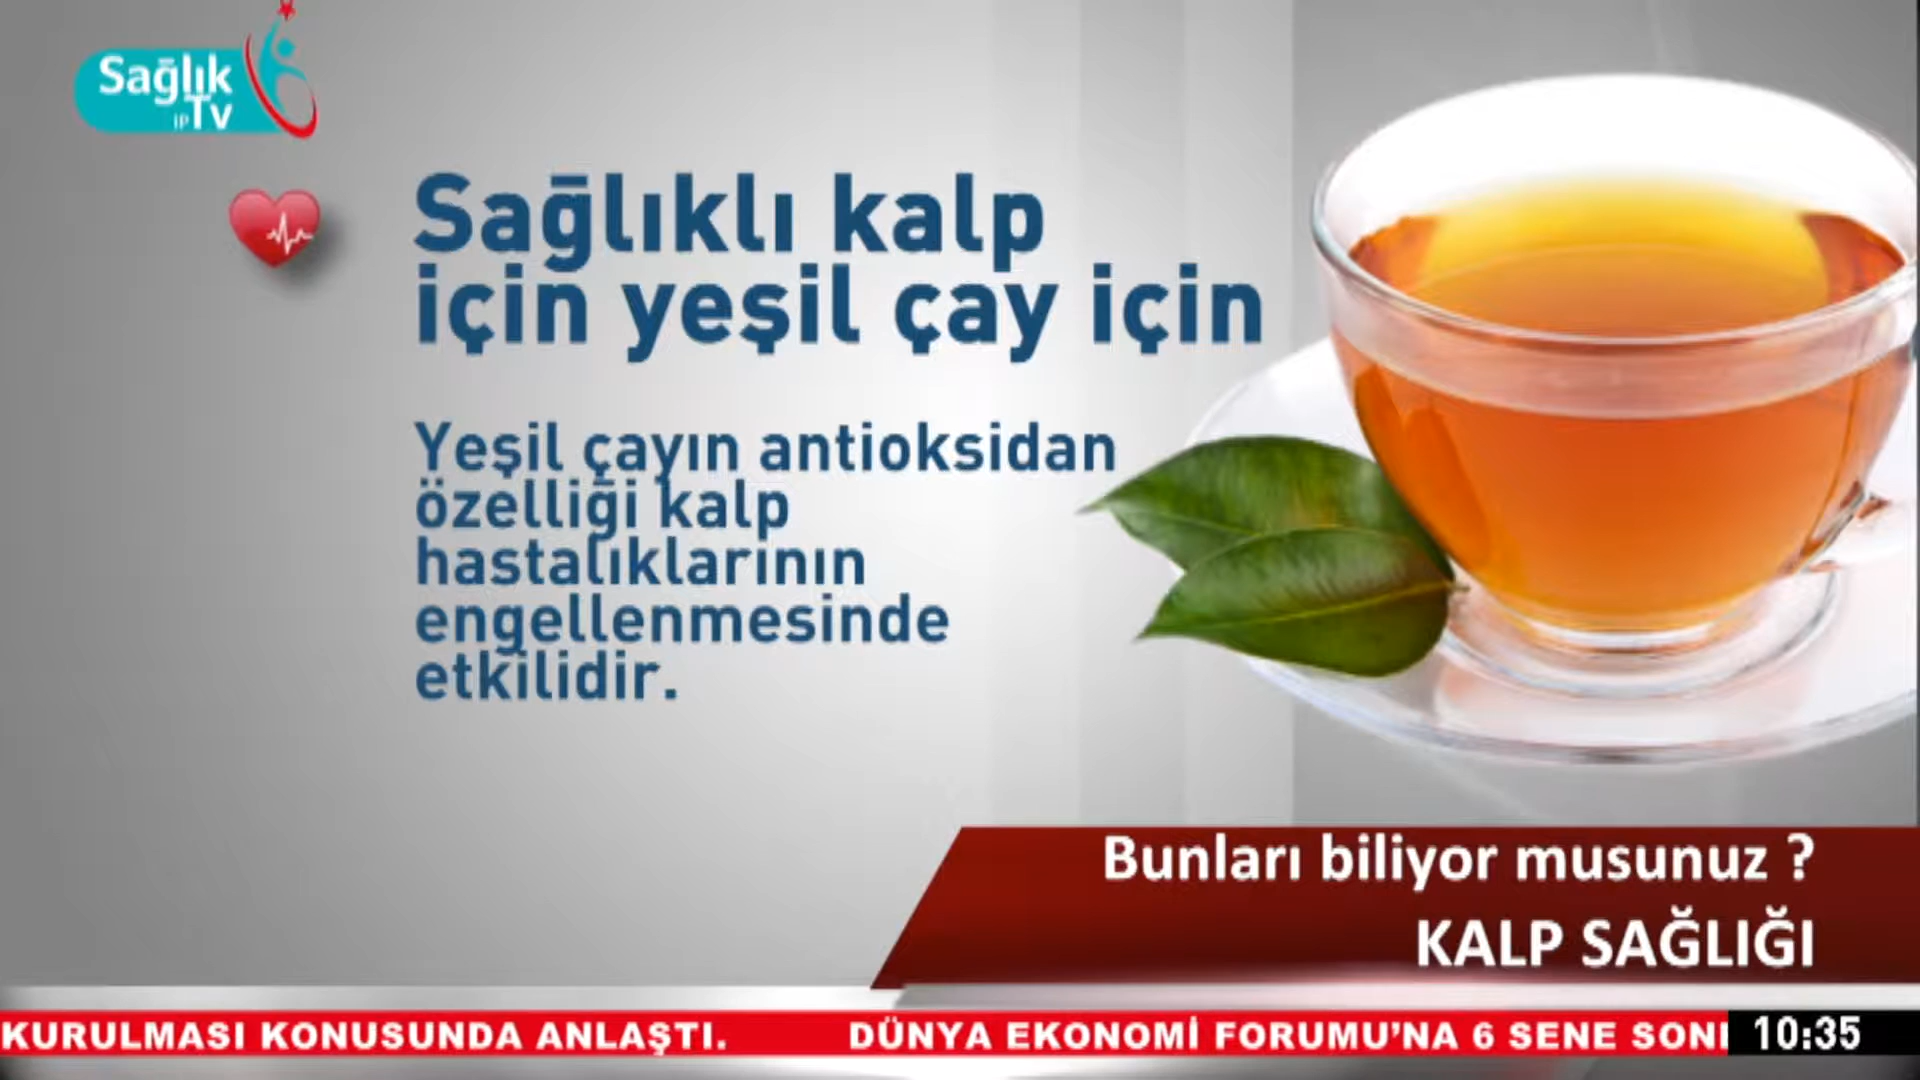 Sağlık
ipTv
Sağlıklı kalp
için yeşil çay için
Yeşil çayın antioksidan
özelliği kalp
hastalıklarının
engellenmesinde
etkilidir.
Bunları biliyor musunuz ?
KALP SAĞLIĞI
KURULMASI KONUSUNDA ANLAŞTI. DÜNYA EKONOMİ FORUMU'NA 6 SENE SON
10:35